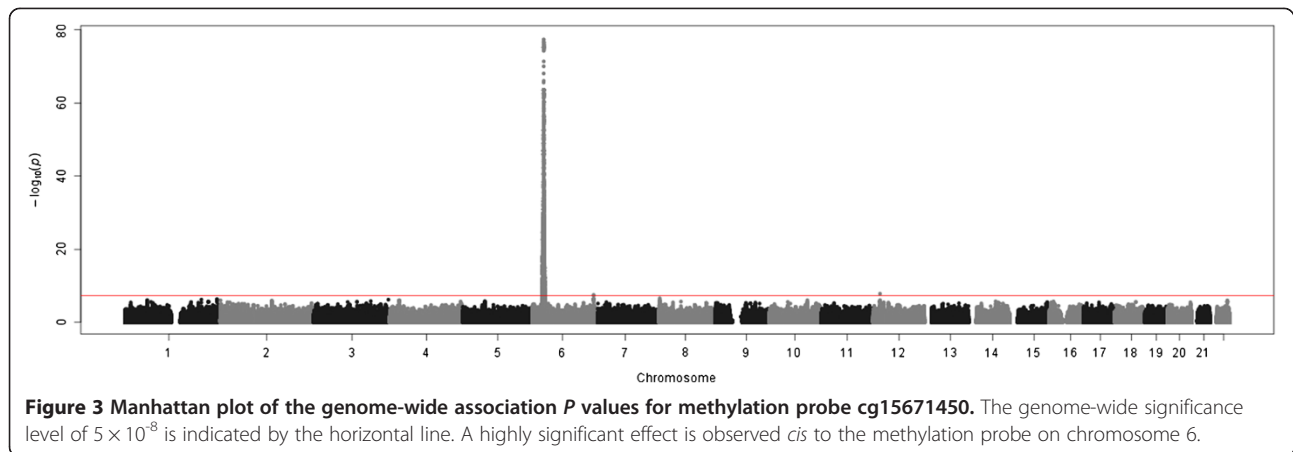 80
60
40
20
0
−log10(p)
1 2 3 4 5 6 7 8 9 10 11 12 13 14 15 16 17 18 19 20 21
Chromosome
Figure 3 Manhattan plot of the genome-wide association P values for methylation probe cg15671450. The genome-wide significance
level of 5 × 10⁻⁸ is indicated by the horizontal line. A highly significant effect is observed cis to the methylation probe on chromosome 6.